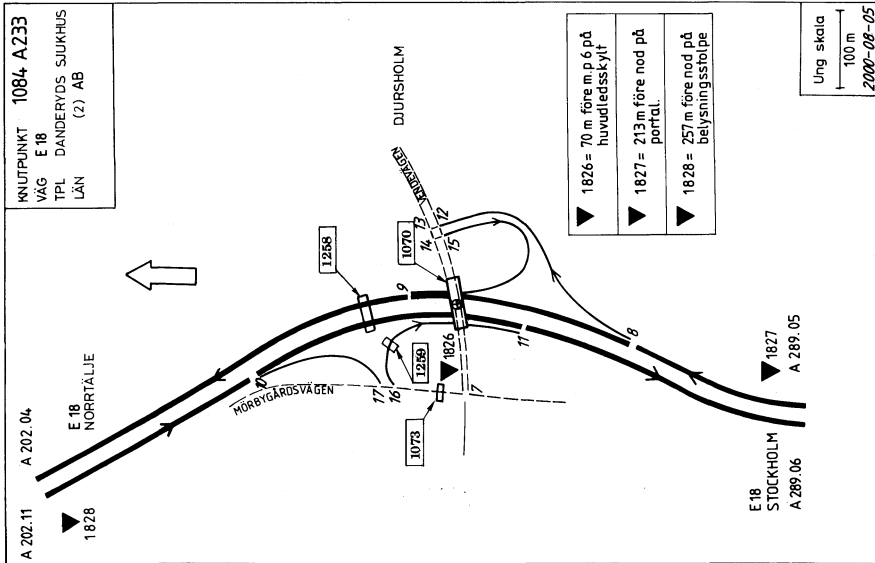 KNUTPUNKT 1084 A233
VÄG E 18
TPL DANDERYDS SJUKHUS
LÄN (2) AB
A 202.11
A 202.04
E 18
NORRTÄLJE
1828
MÖRBYGÅRDSVÄGEN
17
16
1258
9
1259
1826
1073
7
1070
14
13
12
15
VENDEVÄGEN
DJURSHOLM
11
8
1827
A 289.05
E 18
STOCKHOLM
A 289.06
1826 = 70 m före m.p 6 på
huvudledsskylt
1827 = 213 m före nod på
portal.
1828 = 257 m före nod på
belysningsstolpe
Ung skala
100 m
2000-08-05